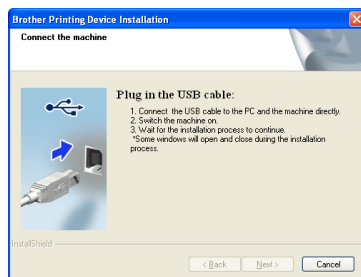 Brother Printing Device Installation
Connect the machine
Plug in the USB cable:
1. Connect the USB cable to the PC and the machine directly.
2. Switch the machine on.
3. Wait for the installation process to continue.
*Some windows will open and close during the installation
process.
InstallShield
< Back
Next >
Cancel